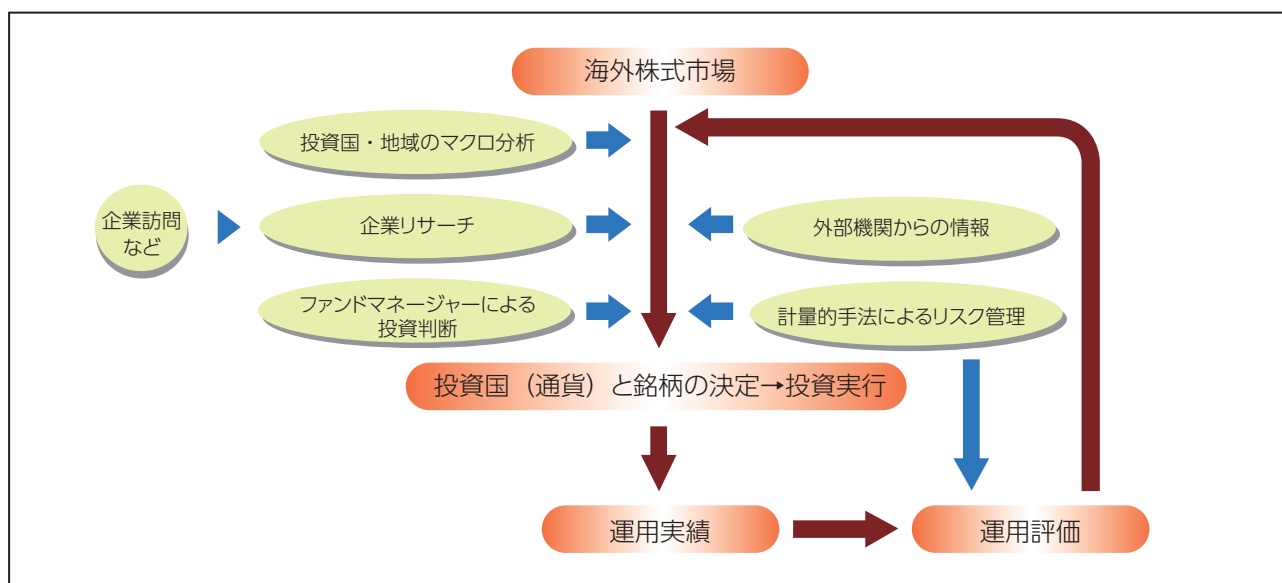 海外株式市場
投資国・地域のマクロ分析
企業訪問
など
企業リサーチ
外部機関からの情報
ファンドマネージャーによる
投資判断
計量的手法によるリスク管理
投資国（通貨）と銘柄の決定→投資実行
運用実績
運用評価